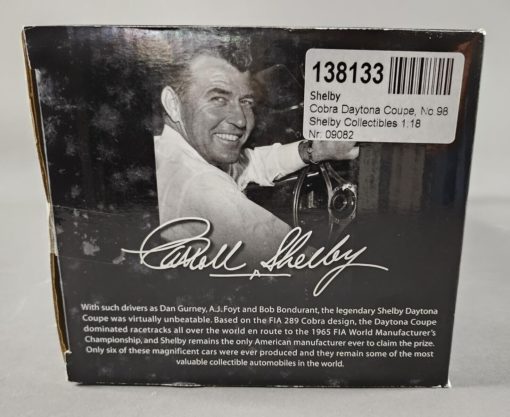 138133
Shelby
Cobra Daytona Coupe, No 98
Shelby Collectibles 1:18
Nr: 09082
Carroll Shelby
With such drivers as Dan Gurney, A.J. Foyt and Bob Bondurant, the legendary Shelby Daytona
Coupe was virtually unbeatable. Based on the FIA 289 Cobra design, the Daytona Coupe
dominated racetracks all over the world en route to the 1965 FIA World Manufacturer's
Championship, and Shelby remains the only American manufacturer ever to claim the prize.
Only six of these magnificent cars were ever produced and they remain some of the most
valuable collectible automobiles in the world.